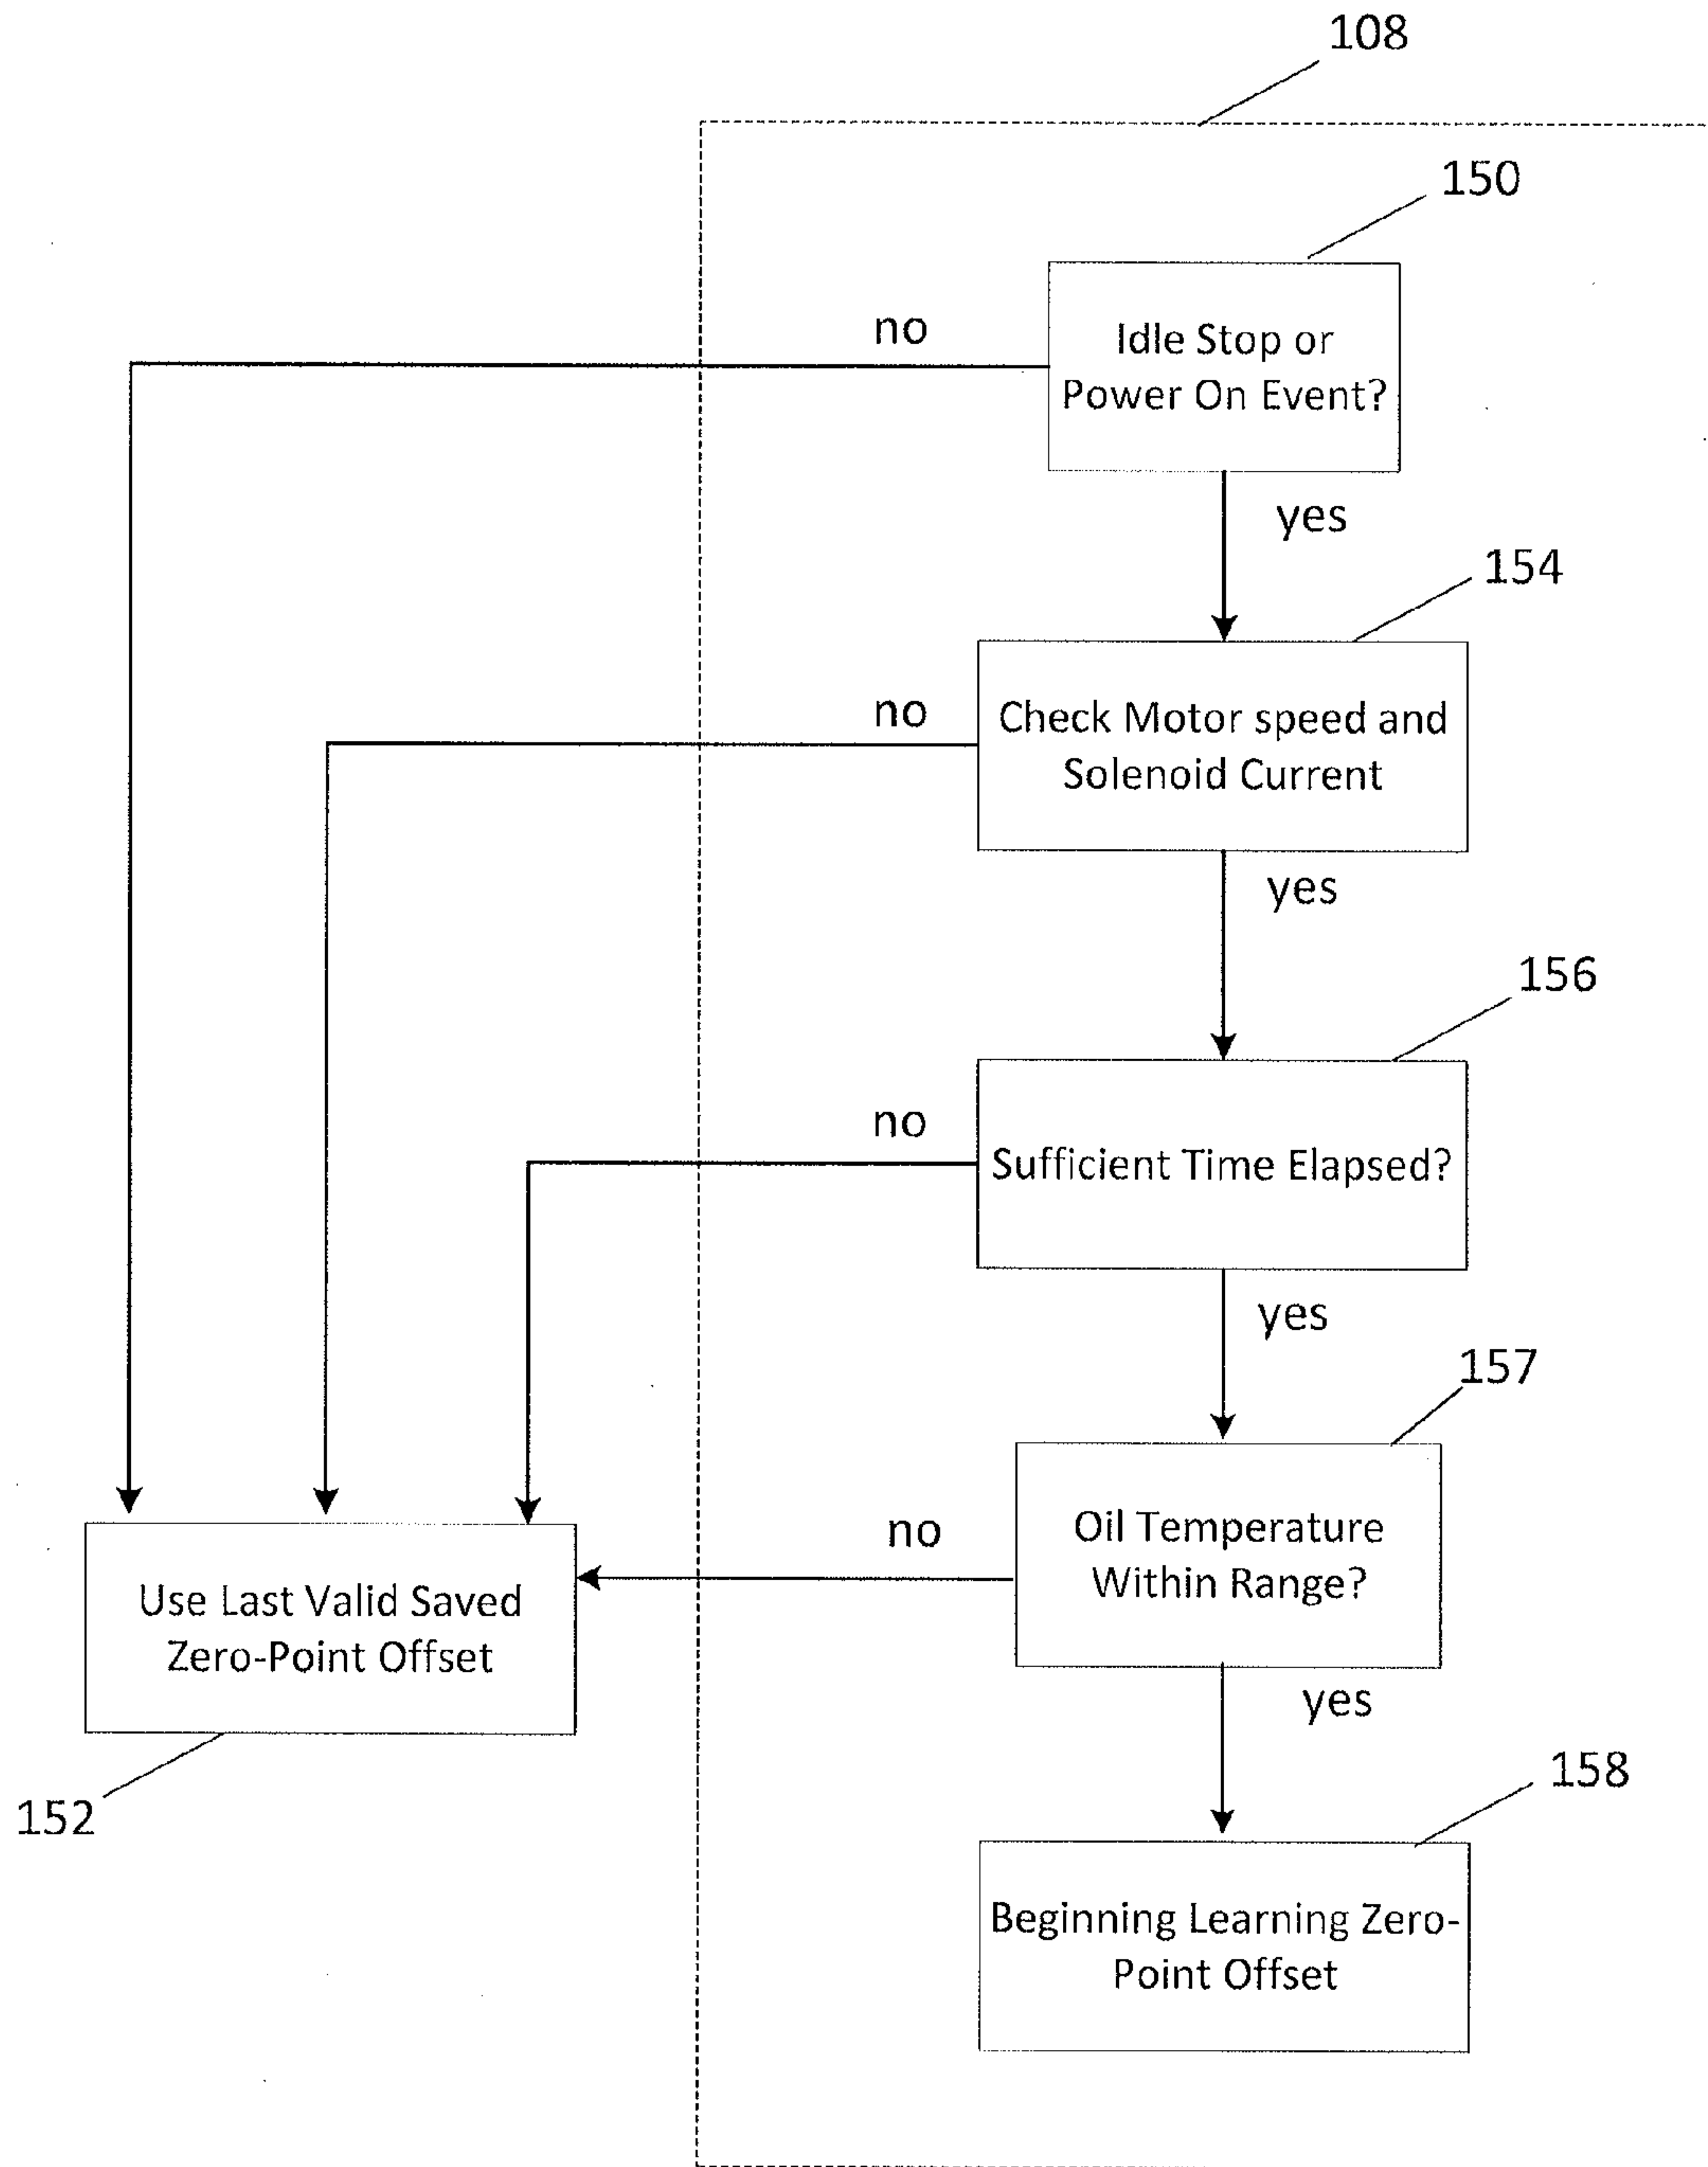 108
150
no
Idle Stop or
Power On Event?
yes
154
no
Check Motor speed and
Solenoid Current
yes
156
no
Sufficient Time Elapsed?
yes
157
no
Oil Temperature
Within Range?
Use Last Valid Saved
Zero-Point Offset
yes
152
158
Beginning Learning Zero-
Point Offset